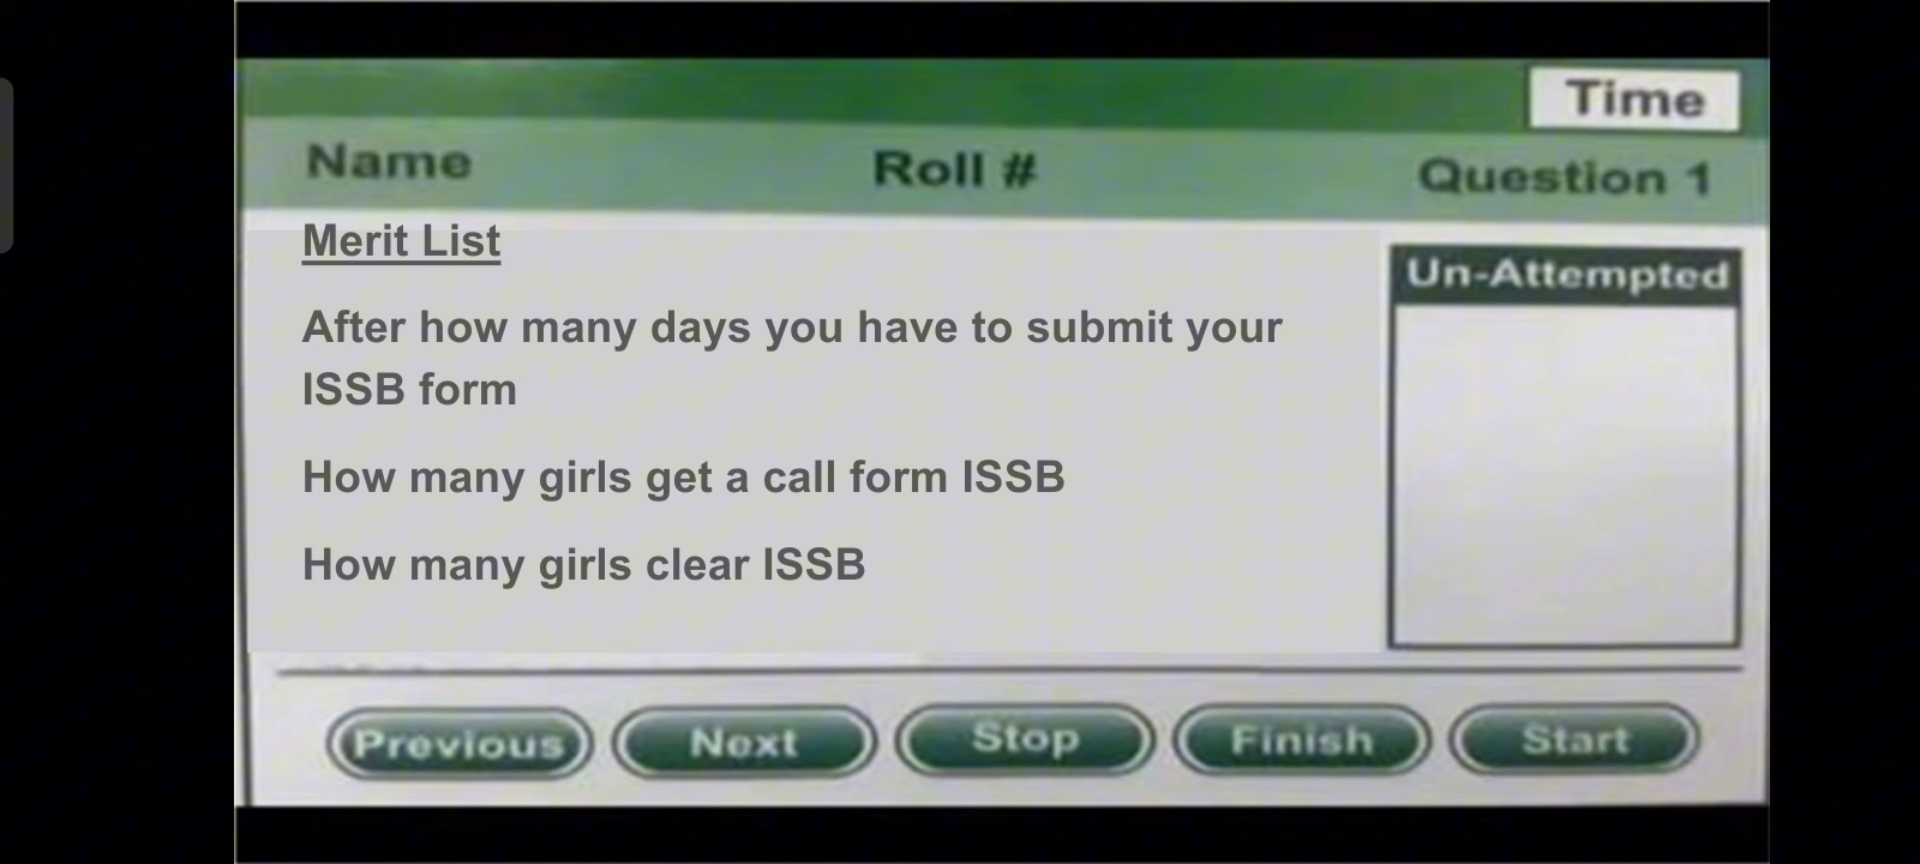 Time
Name Roll # Question 1
Merit List
Un-Attempted
After how many days you have to submit your
ISSB form
How many girls get a call form ISSB
How many girls clear ISSB
Previous Next Stop Finish Start